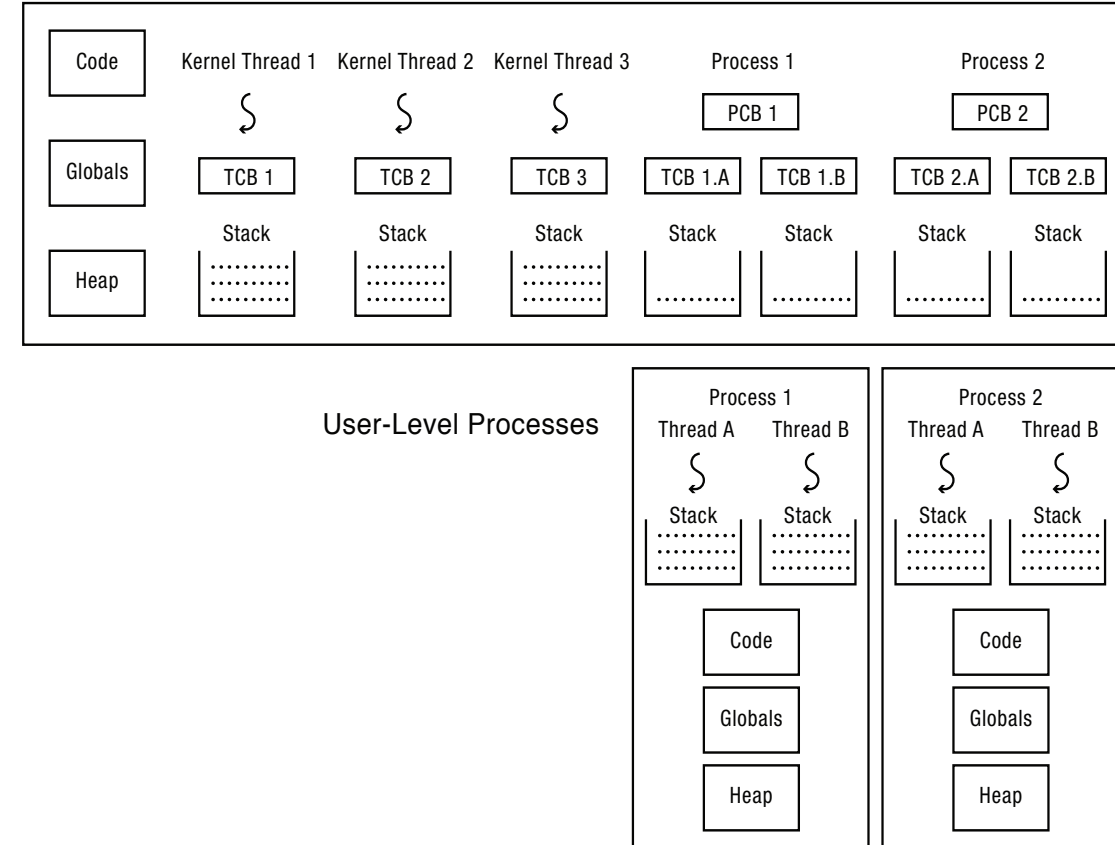 Code
Kernel Thread 1
Kernel Thread 2
Kernel Thread 3
Process 1
Process 2
PCB 1
PCB 2
Globals
TCB 1
TCB 2
TCB 3
TCB 1.A
TCB 1.B
TCB 2.A
TCB 2.B
Stack
Stack
Stack
Stack
Stack
Stack
Stack
Heap
User-Level Processes
Process 1
Thread A
Thread B
Stack
Stack
Code
Globals
Heap
Process 2
Thread A
Thread B
Stack
Stack
Code
Globals
Heap